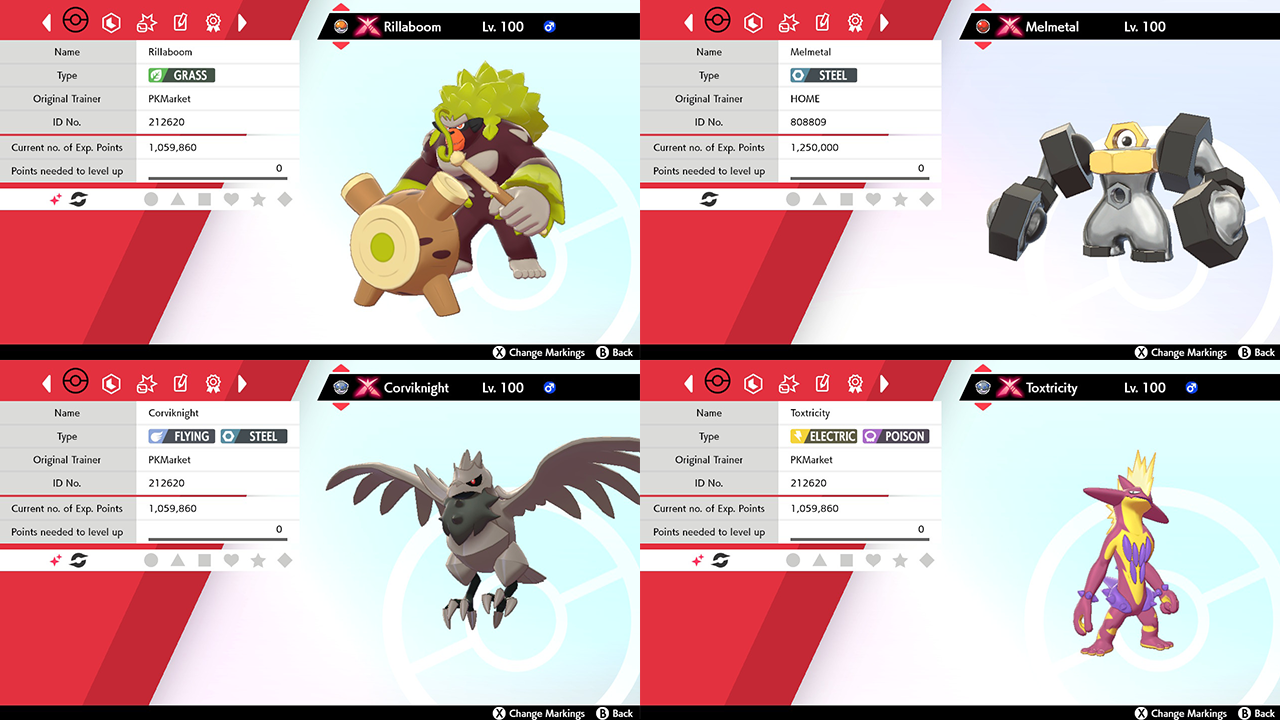 Rillaboom Lv. 100
Name Rillaboom
Type GRASS
Original Trainer PKMarket
ID No. 212620
Current no. of Exp. Points 1,059,860
Points needed to level up 0
X Change Markings B Back
Melmetal Lv. 100
Name Melmetal
Type STEEL
Original Trainer HOME
ID No. 808809
Current no. of Exp. Points 1,250,000
Points needed to level up 0
X Change Markings B Back
Corviknight Lv. 100
Name Corviknight
Type FLYING STEEL
Original Trainer PKMarket
ID No. 212620
Current no. of Exp. Points 1,059,860
Points needed to level up 0
X Change Markings B Back
Toxtricity Lv. 100
Name Toxtricity
Type ELECTRIC POISON
Original Trainer PKMarket
ID No. 212620
Current no. of Exp. Points 1,059,860
Points needed to level up 0
X Change Markings B Back